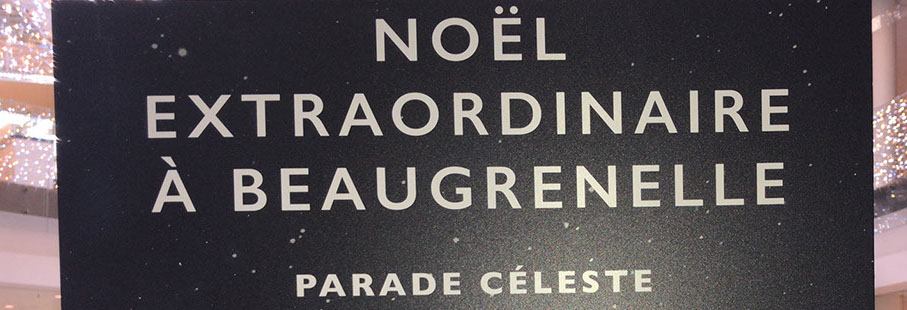 NOËL
EXTRAORDINAIRE
À BEAUGRENELLE
PARADE CÉLESTE